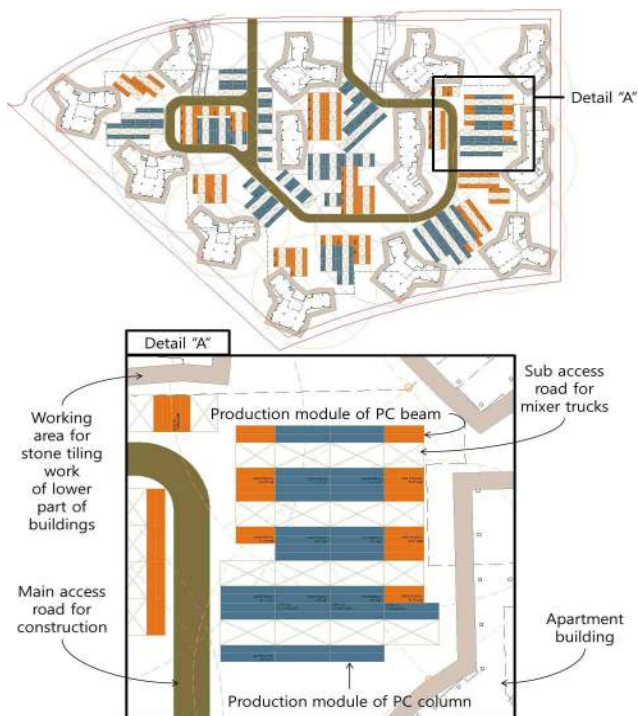 Detail "A"
Detail "A"
Working
area for
stone tiling
work
of lower
part of
buildings
Production module of PC beam
Sub access
road for
mixer trucks
Main access
road for
construction
Apartment
building
Production module of PC column